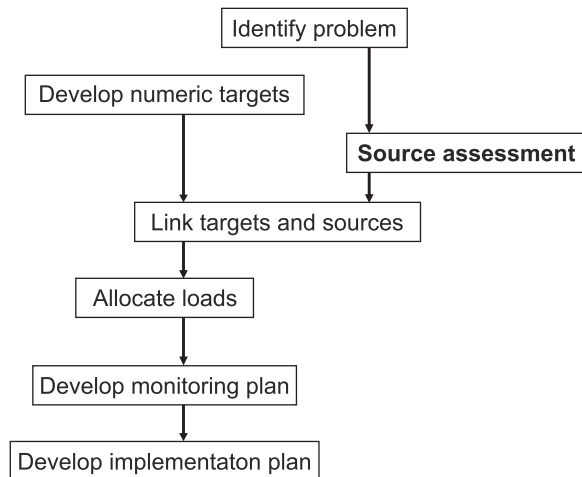 Identify problem
Develop numeric targets
Source assessment
Link targets and sources
Allocate loads
Develop monitoring plan
Develop implementaton plan